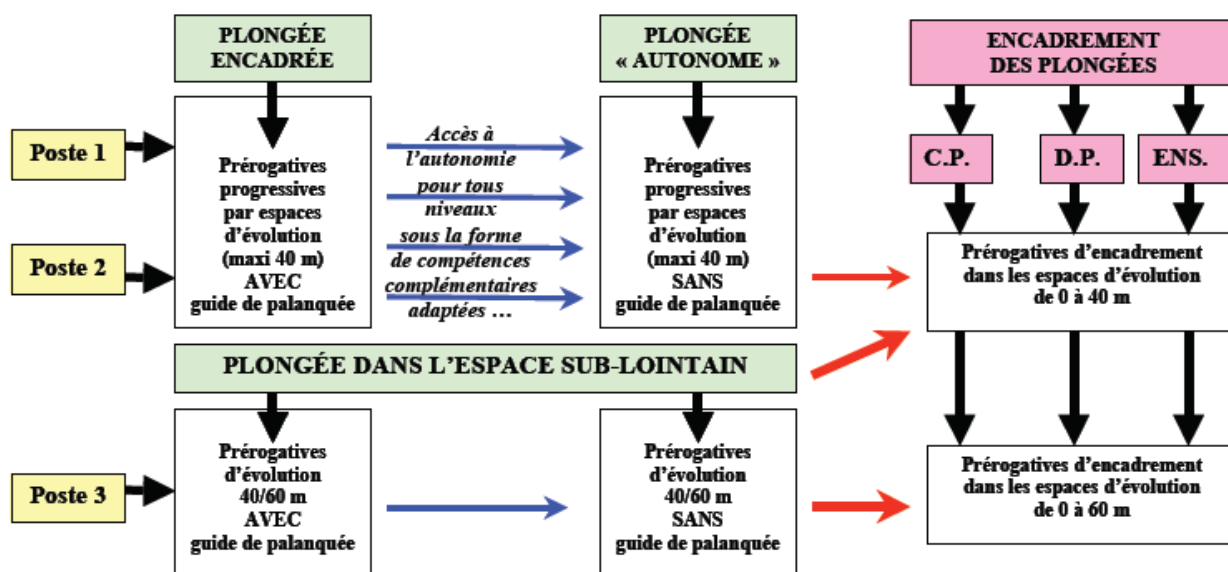 PLONGÉE
ENCADRÉE
PLONGÉE
« AUTONOME »
ENCADREMENT
DES PLONGÉES
Poste 1
Poste 2
Prérogatives
progressives
par espaces
d’évolution
(maxi 40 m)
AVEC
guide de palanquée
Accès à
l’autonomie
pour tous
niveaux
sous la forme
de compétences
complémentaires
adaptées …
Prérogatives
progressives
par espaces
d’évolution
(maxi 40 m)
SANS
guide de palanquée
C.P.
D.P.
ENS.
Prérogatives d’encadrement
dans les espaces d’évolution
de 0 à 40 m
PLONGÉE DANS L’ESPACE SUB-LOINTAIN
Poste 3
Prérogatives
d’évolution
40/60 m
AVEC
guide de palanquée
Prérogatives
d’évolution
40/60 m
SANS
guide de palanquée
Prérogatives d’encadrement
dans les espaces d’évolution
de 0 à 60 m